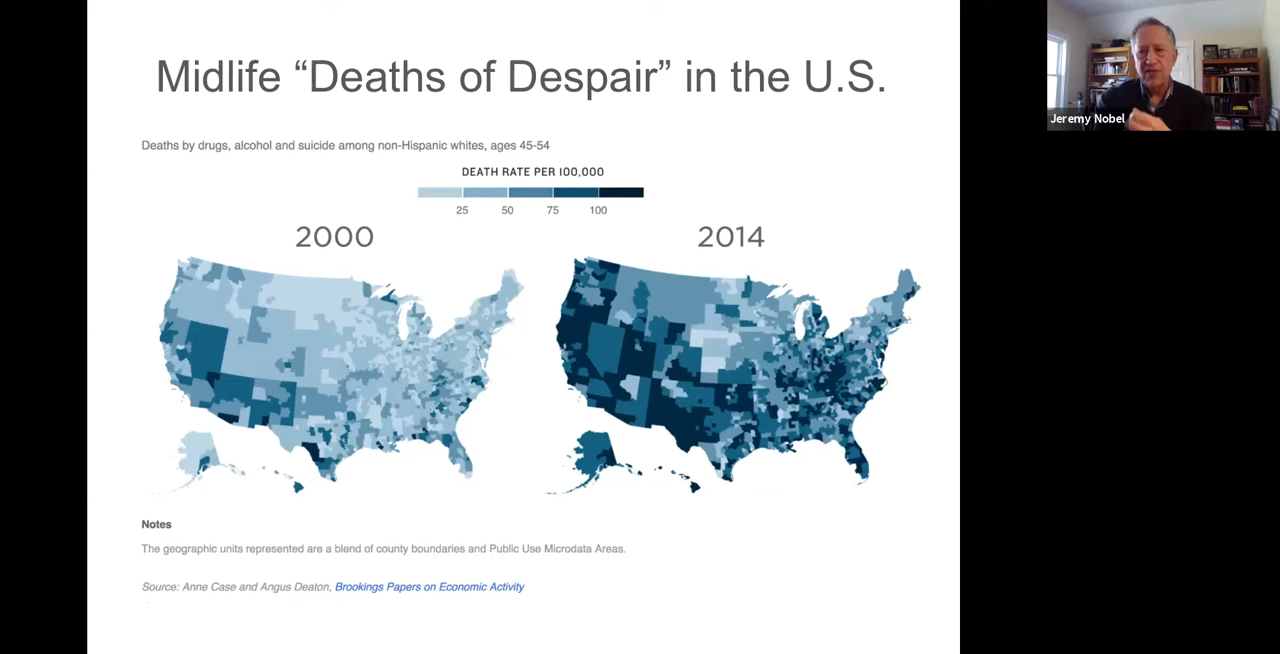 Midlife “Deaths of Despair” in the U.S.
Jeremy Nobel
Deaths by drugs, alcohol and suicide among non-Hispanic whites, ages 45-54
DEATH RATE PER 100,000
25 50 75 100
2000 2014
Notes
The geographic units represented are a blend of county boundaries and Public Use Microdata Areas.
Source: Anne Case and Angus Deaton, Brookings Papers on Economic Activity